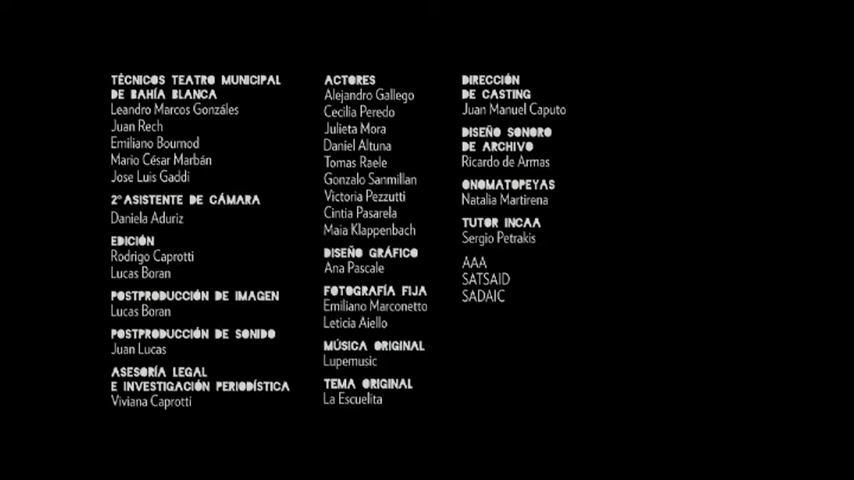 TÉCNICOS TEATRO MUNICIPAL
DE BAHÍA BLANCA
Leandro Marcos Gonzáles
Juan Rech
Emiliano Bournod
Mario César Marbán
Jose Luis Gaddi
2º ASISTENTE DE CÁMARA
Daniela Aduriz
EDICIÓN
Rodrigo Caprotti
Lucas Boran
POSTPRODUCCIÓN DE IMAGEN
Lucas Boran
POSTPRODUCCIÓN DE SONIDO
Juan Lucas
ASESORÍA LEGAL
E INVESTIGACIÓN PERIODÍSTICA
Viviana Caprotti
ACTORES
Alejandro Gallego
Cecilia Peredo
Julieta Mora
Daniel Altuna
Tomas Raele
Gonzalo Sanmillan
Victoria Pezzutti
Cintia Pasarela
Maia Klappenbach
DISEÑO GRÁFICO
Ana Pascale
FOTOGRAFÍA FIJA
Emiliano Marconetto
Leticia Aiello
MÚSICA ORIGINAL
Lupemusic
TEMA ORIGINAL
La Escuelita
DIRECCIÓN
DE CASTING
Juan Manuel Caputo
DISEÑO SONORO
DE ARCHIVO
Ricardo de Armas
ONOMATOPEYAS
Natalia Martirena
TUTOR INCAA
Sergio Petrakis
AAA
SATSAID
SADAIC